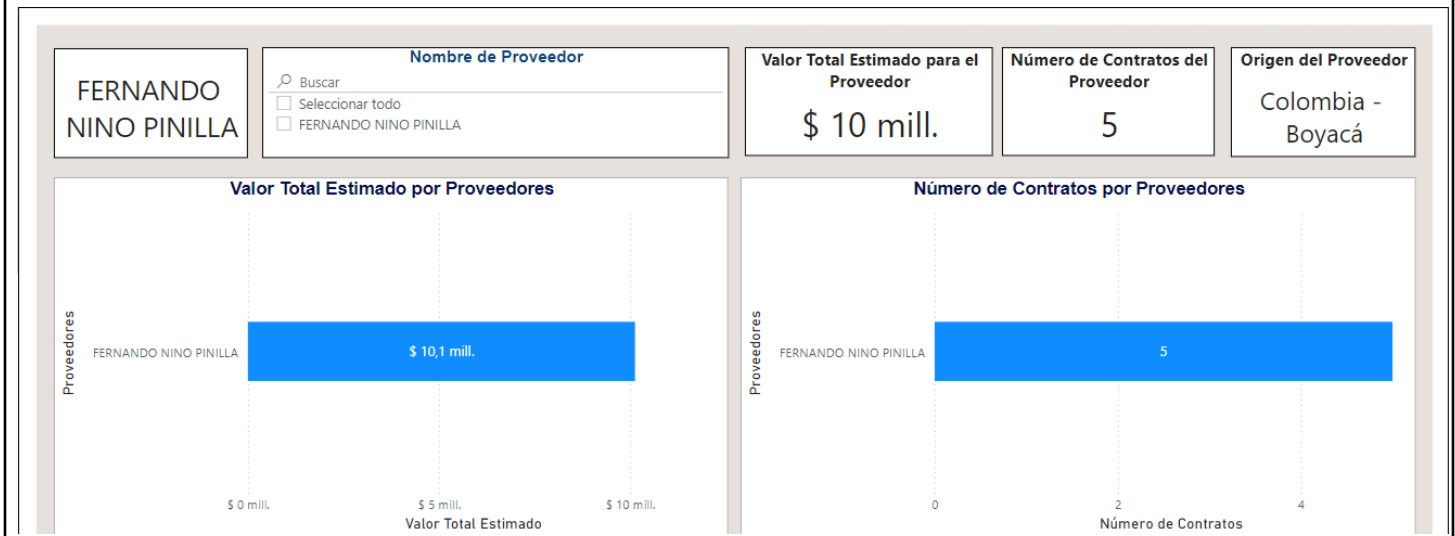 FERNANDO
NINO PINILLA
Nombre de Proveedor
Buscar
Seleccionar todo
FERNANDO NINO PINILLA
Valor Total Estimado para el
Proveedor
$ 10 mill.
Número de Contratos del
Proveedor
5
Origen del Proveedor
Colombia -
Boyacá
Valor Total Estimado por Proveedores
Proveedores
FERNANDO NINO PINILLA
$ 10,1 mill.
$ 0 mill.
$ 5 mill.
$ 10 mill.
Valor Total Estimado
Número de Contratos por Proveedores
Proveedores
FERNANDO NINO PINILLA
5
0
2
4
Número de Contratos